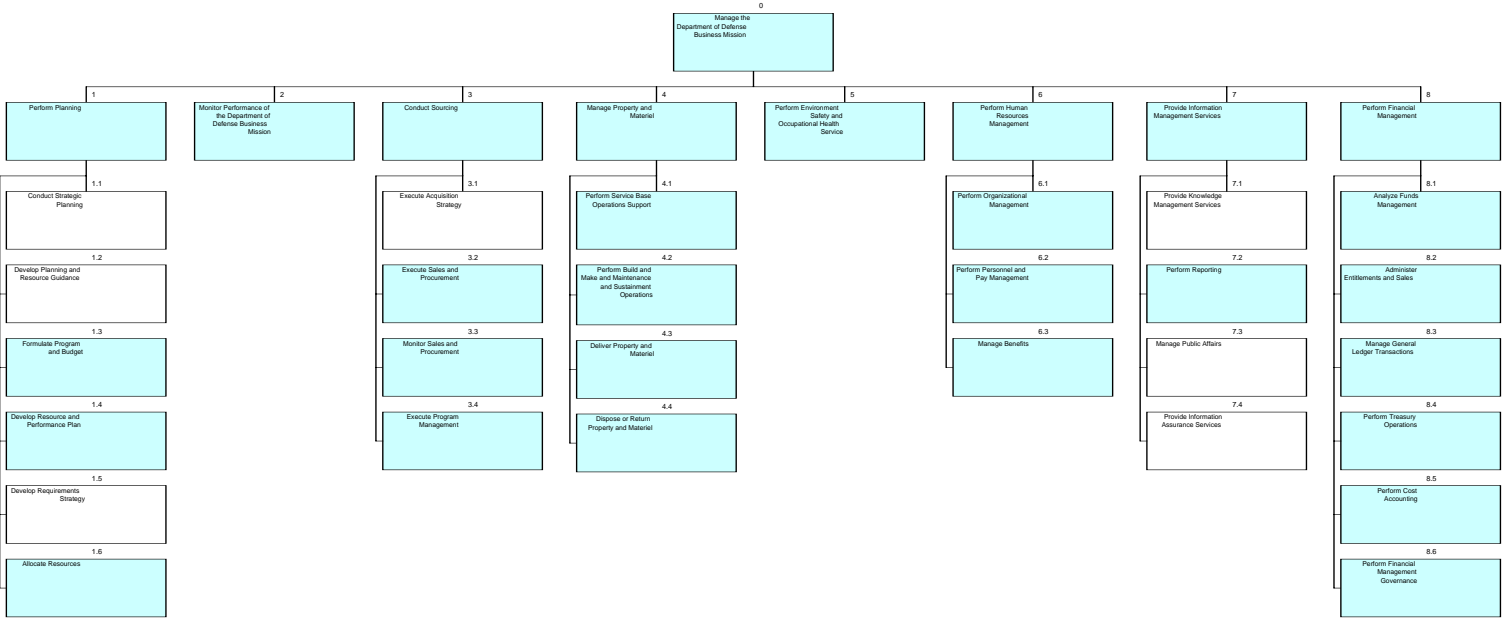 0
Manage the
Department of Defense
Business Mission
1
Perform Planning
2
Monitor Performance of
the Department of
Defense Business
Mission
3
Conduct Sourcing
4
Manage Property and
Materiel
5
Perform Environment
Safety and
Occupational Health
Service
6
Perform Human
Resources
Management
7
Provide Information
Management Services
8
Perform Financial
Management
1.1
Conduct Strategic
Planning
1.2
Develop Planning and
Resource Guidance
1.3
Formulate Program
and Budget
1.4
Develop Resource and
Performance Plan
1.5
Develop Requirements
Strategy
1.6
Allocate Resources
3.1
Execute Acquisition
Strategy
3.2
Execute Sales and
Procurement
3.3
Monitor Sales and
Procurement
3.4
Execute Program
Management
4.1
Perform Service Base
Operations Support
4.2
Perform Build and
Make and Maintenance
and Sustainment
Operations
4.3
Deliver Property and
Materiel
4.4
Dispose or Return
Property and Materiel
6.1
Perform Organizational
Management
6.2
Perform Personnel and
Pay Management
6.3
Manage Benefits
7.1
Provide Knowledge
Management Services
7.2
Perform Reporting
7.3
Manage Public Affairs
7.4
Provide Information
Assurance Services
8.1
Analyze Funds
Management
8.2
Administer
Entitlements and Sales
8.3
Manage General
Ledger Transactions
8.4
Perform Treasury
Operations
8.5
Perform Cost
Accounting
8.6
Perform Financial
Management
Governance